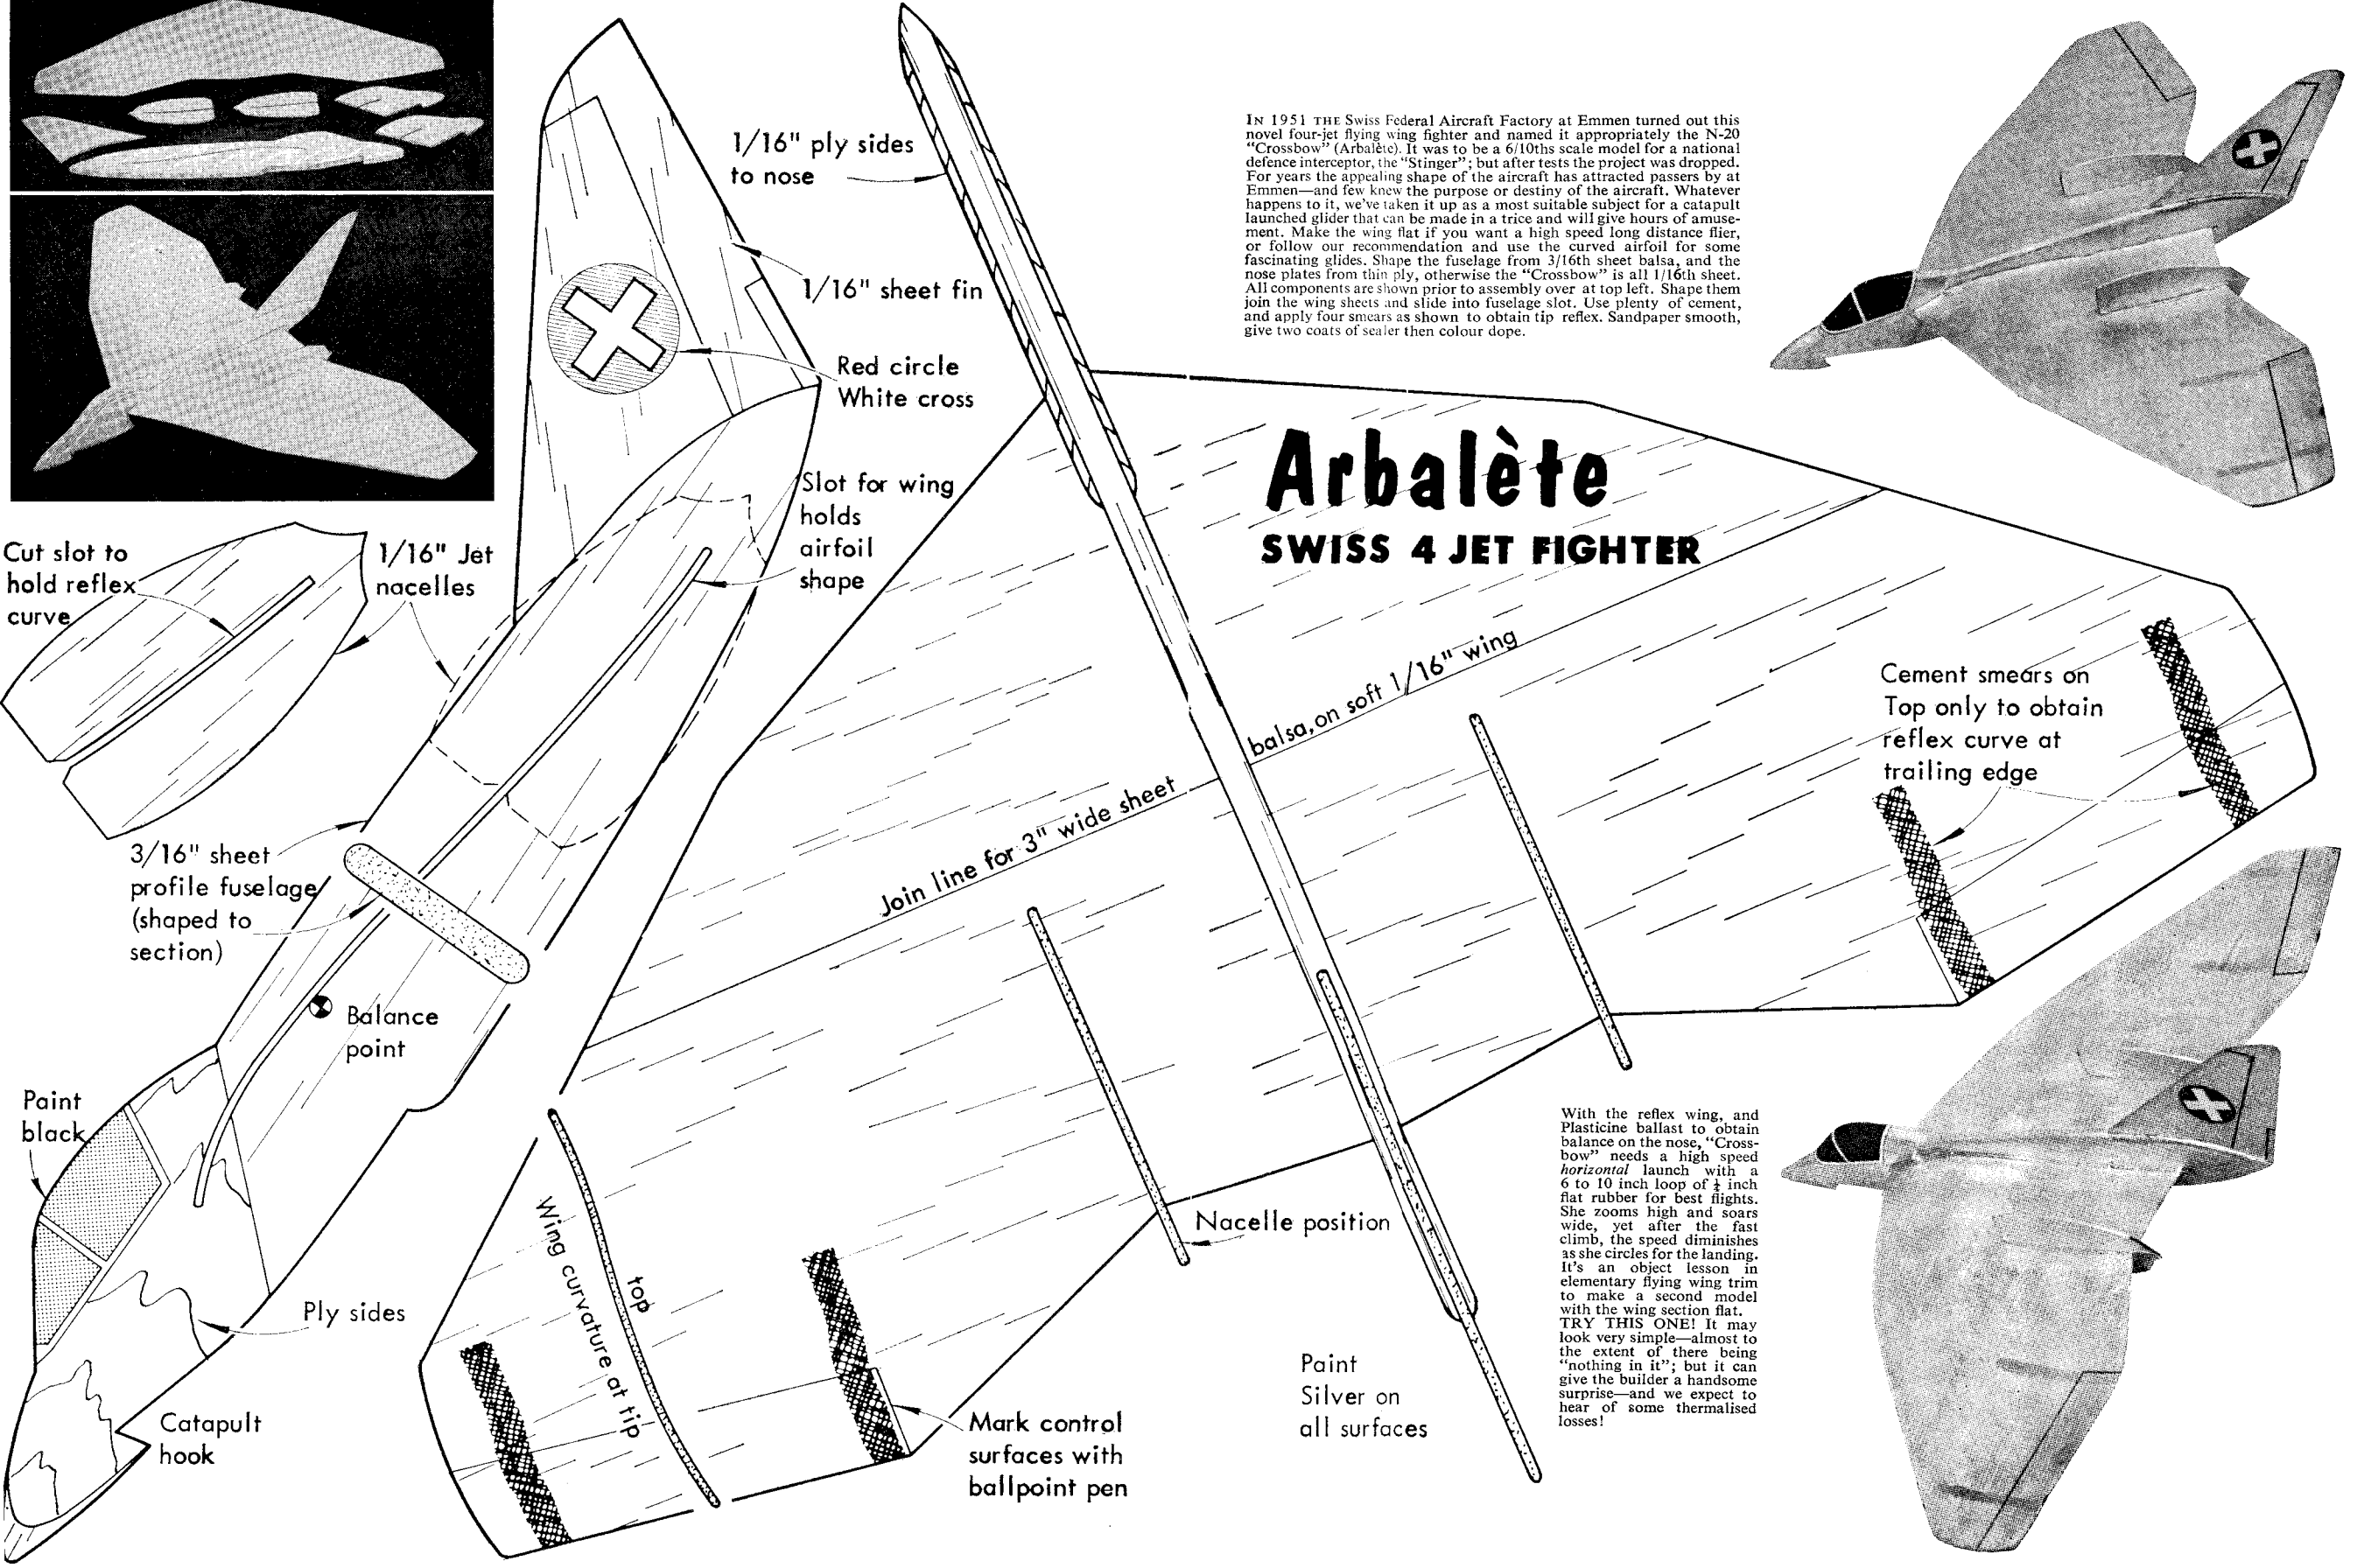 1/16" ply sides
to nose
1/16" sheet fin
Red circle
White cross
Slot for wing
holds
airfoil
shape
Cut slot to
hold reflex
curve
1/16" Jet
nacelles
3/16" sheet
profile fuselage
(shaped to
section)
Balance
point
Paint
black
Ply sides
Catapult
hook
IN 1951 THE Swiss Federal Aircraft Factory at Emmen turned out this
novel four-jet flying wing fighter and named it appropriately the N-20
"Crossbow" (Arbalète). It was to be a 6/10ths scale model for a national
defence interceptor, the "Stinger"; but after tests the project was dropped.
For years the appealing shape of the aircraft has attracted passers by at
Emmen—and few knew the purpose or destiny of the aircraft. Whatever
happens to it, we've taken it up as a most suitable subject for a catapult
launched glider that can be made in a trice and will give hours of amuse-
ment. Make the wing flat if you want a high speed long distance flier,
or follow our recommendation and use the curved airfoil for some
fascinating glides. Shape the fuselage from 3/16th sheet balsa, and the
nose plates from thin ply, otherwise the "Crossbow" is all 1/16th sheet.
All components are shown prior to assembly over at top left. Shape them
join the wing sheets and slide into fuselage slot. Use plenty of cement,
and apply four smears as shown to obtain tip reflex. Sandpaper smooth,
give two coats of sealer then colour dope.
Arbalète
SWISS 4 JET FIGHTER
Join line for 3" wide sheet
balsa, on soft 1/16" wing
Cement smears on
Top only to obtain
reflex curve at
trailing edge
Wing curvature at tip
top
Nacelle position
Mark control
surfaces with
ballpoint pen
Paint
Silver on
all surfaces
With the reflex wing, and
Plasticine ballast to obtain
balance on the nose, "Cross-
bow" needs a high speed
horizontal launch with a
6 to 10 inch loop of ¼ inch
flat rubber for best flights.
She zooms high and soars
wide, yet after the fast
climb, the speed diminishes
as she circles for the landing.
It's an object lesson in
elementary flying wing trim
to make a second model
with the wing section flat.
TRY THIS ONE! It may
look very simple—almost to
the extent of there being
"nothing in it"; but it can
give the builder a handsome
surprise—and we expect to
hear of some thermalised
losses!